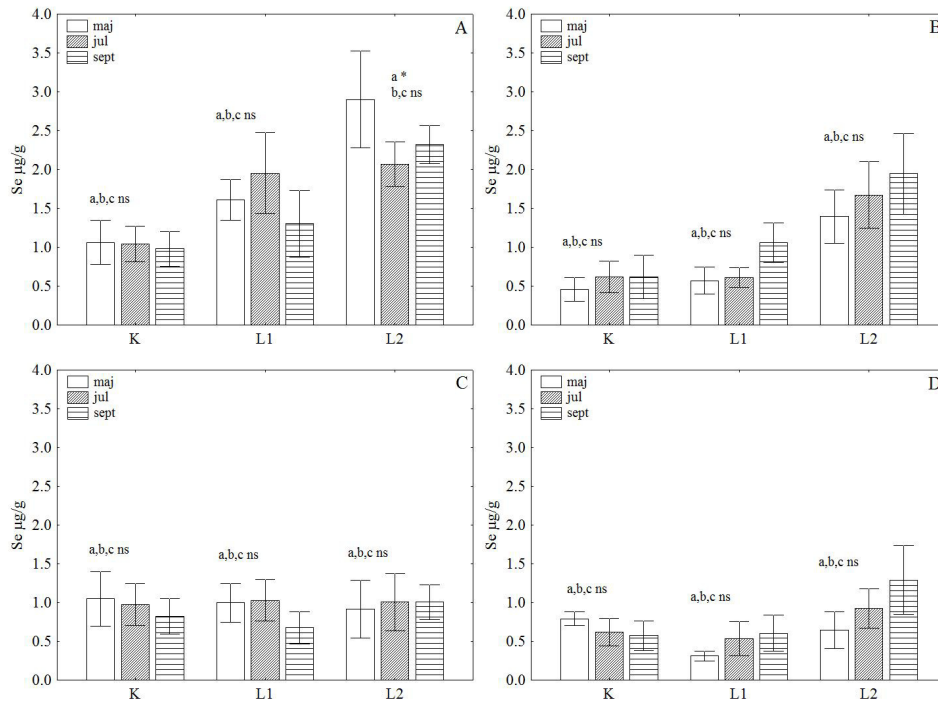 4.0
3.5
3.0
2.5
2.0
1.5
1.0
0.5
0.0
Se µg/g
maj
jul
sept
A
a,b,c ns
a,b,c ns
a *
b,c ns
K L1 L2
4.0
3.5
3.0
2.5
2.0
1.5
1.0
0.5
0.0
Se µg/g
maj
jul
sept
B
a,b,c ns
a,b,c ns
a,b,c ns
K L1 L2
4.0
3.5
3.0
2.5
2.0
1.5
1.0
0.5
0.0
Se µg/g
maj
jul
sept
C
a,b,c ns
a,b,c ns
a,b,c ns
K L1 L2
4.0
3.5
3.0
2.5
2.0
1.5
1.0
0.5
0.0
Se µg/g
maj
jul
sept
D
a,b,c ns
a,b,c ns
a,b,c ns
K L1 L2